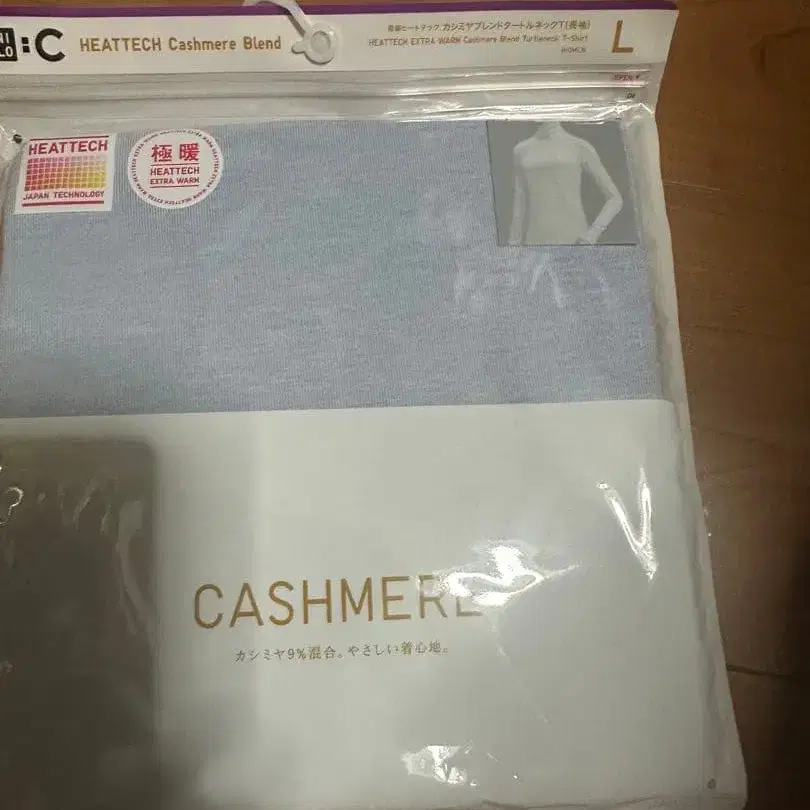 NI
LO
:C
HEATTECH Cashmere Blend
極暖ヒートテック カシミヤブレンドタートルネックT(長袖)
HEATTECH EXTRA WARM Cashmere Blend Turtleneck T-Shirt
WOMEN
L
OPEN
HEATTECH
JAPAN TECHNOLOGY
極暖
HEATTECH
EXTRA WARM
CASHMERE
カシミヤ9%混合。やさしい着心地。